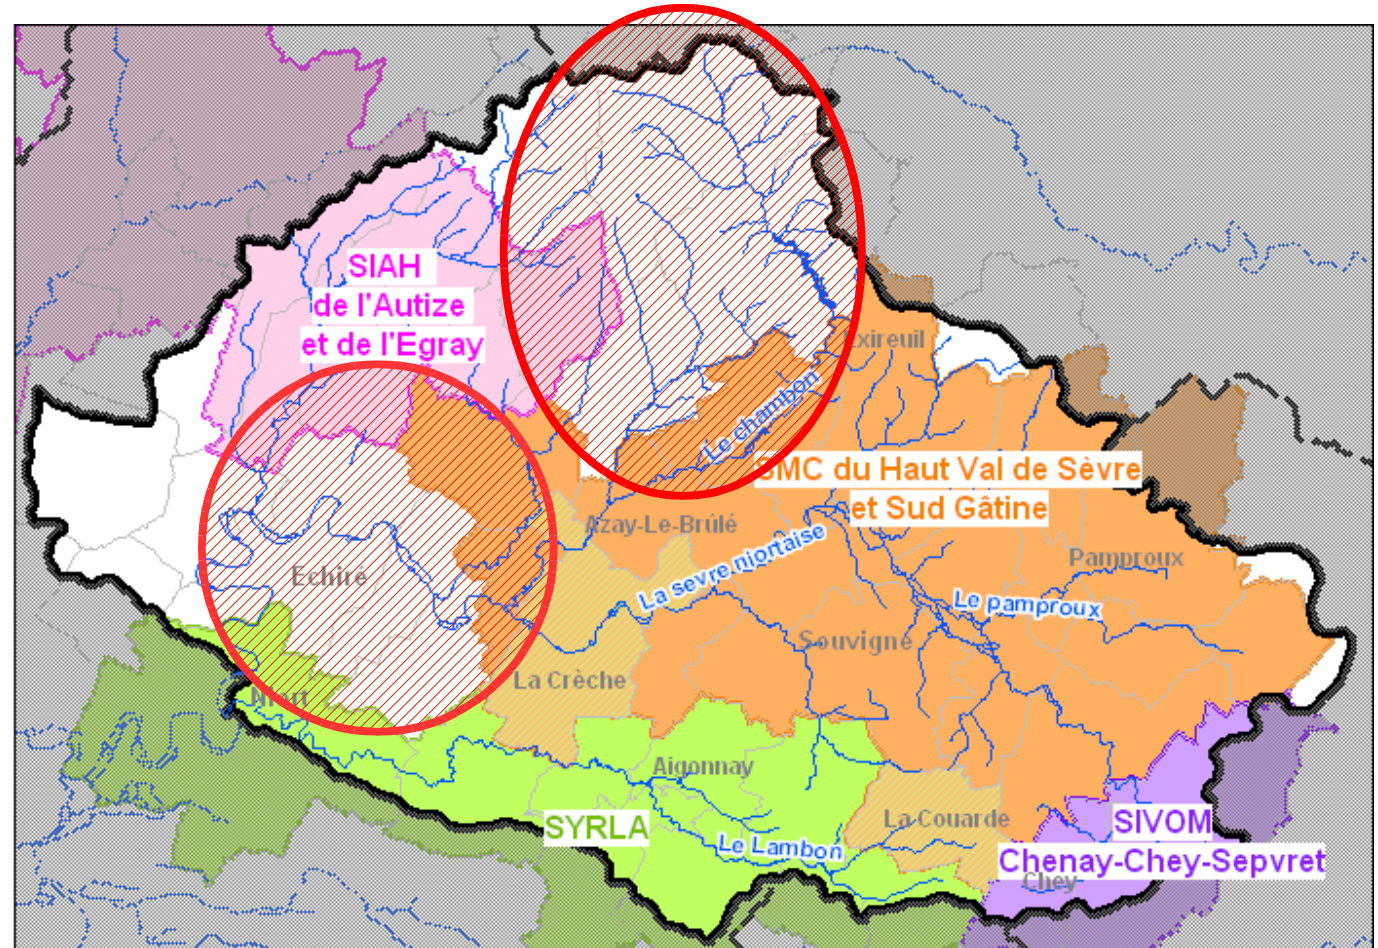 SIAH
de l'Autize
et de l'Egray
Exireuil
Le chambon
SMC du Haut Val de Sèvre
et Sud Gâtine
Azay-Le-Brûlé
La sevre niortaise
Pamproux
Echiré
Le pamproux
Souvigné
La Crèche
Niort
Aigonnay
SYRLA
La Couarde
SIVOM
Le Lambon
Chenay-Chey-Sepvret
Chey